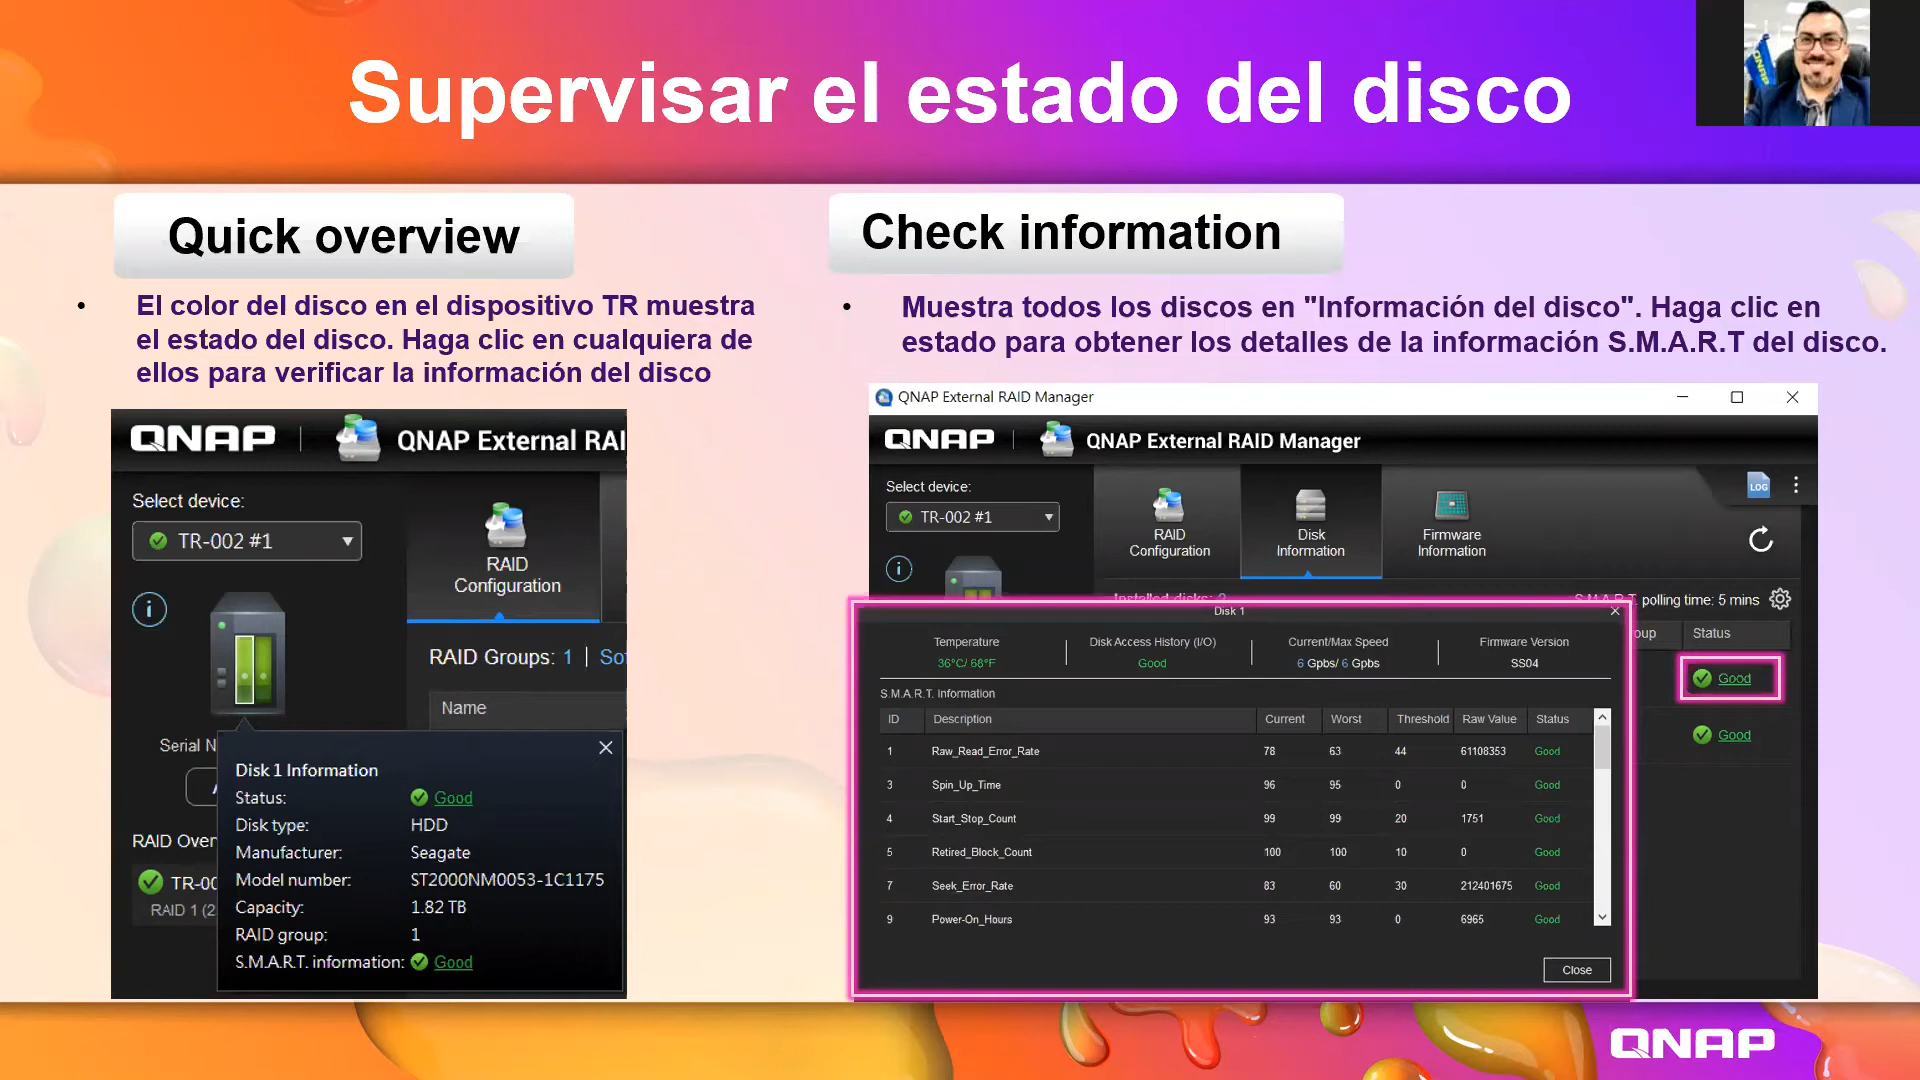 Supervisar el estado del disco
QNAP
Quick overview
• El color del disco en el dispositivo TR muestra
el estado del disco. Haga clic en cualquiera de
ellos para verificar la información del disco
QNAP | QNAP External RAI
Select device:
TR-002 #1
RAID
Configuration
RAID Groups: 1 | Sof
Name
Serial N
Disk 1 Information
Status: Good
Disk type: HDD
Manufacturer: Seagate
Model number: ST2000NM0053-1C1175
Capacity: 1.82 TB
RAID group: 1
S.M.A.R.T. information: Good
RAID Over
TR-00
RAID 1 (2
Check information
• Muestra todos los discos en "Información del disco". Haga clic en
estado para obtener los detalles de la información S.M.A.R.T del disco.
QNAP External RAID Manager
QNAP | QNAP External RAID Manager
LOG
Select device:
TR-002 #1
RAID
Configuration
Disk
Information
Firmware
Information
Installed disks: 2
S.M.A.R.T. polling time: 5 mins
oup Status
Good
Good
Disk 1
Temperature Disk Access History (I/O) Current/Max Speed Firmware Version
36°C/ 66°F Good 6 Gpbs/ 6 Gpbs SS04
S.M.A.R.T. Information
ID Description Current Worst Threshold Raw Value Status
1 Raw_Read_Error_Rate 78 63 44 61108353 Good
3 Spin_Up_Time 96 95 0 0 Good
4 Start_Stop_Count 99 99 20 1751 Good
5 Retired_Block_Count 100 100 10 0 Good
7 Seek_Error_Rate 83 60 30 212401675 Good
9 Power-On_Hours 93 93 0 6965 Good
Close
QNAP